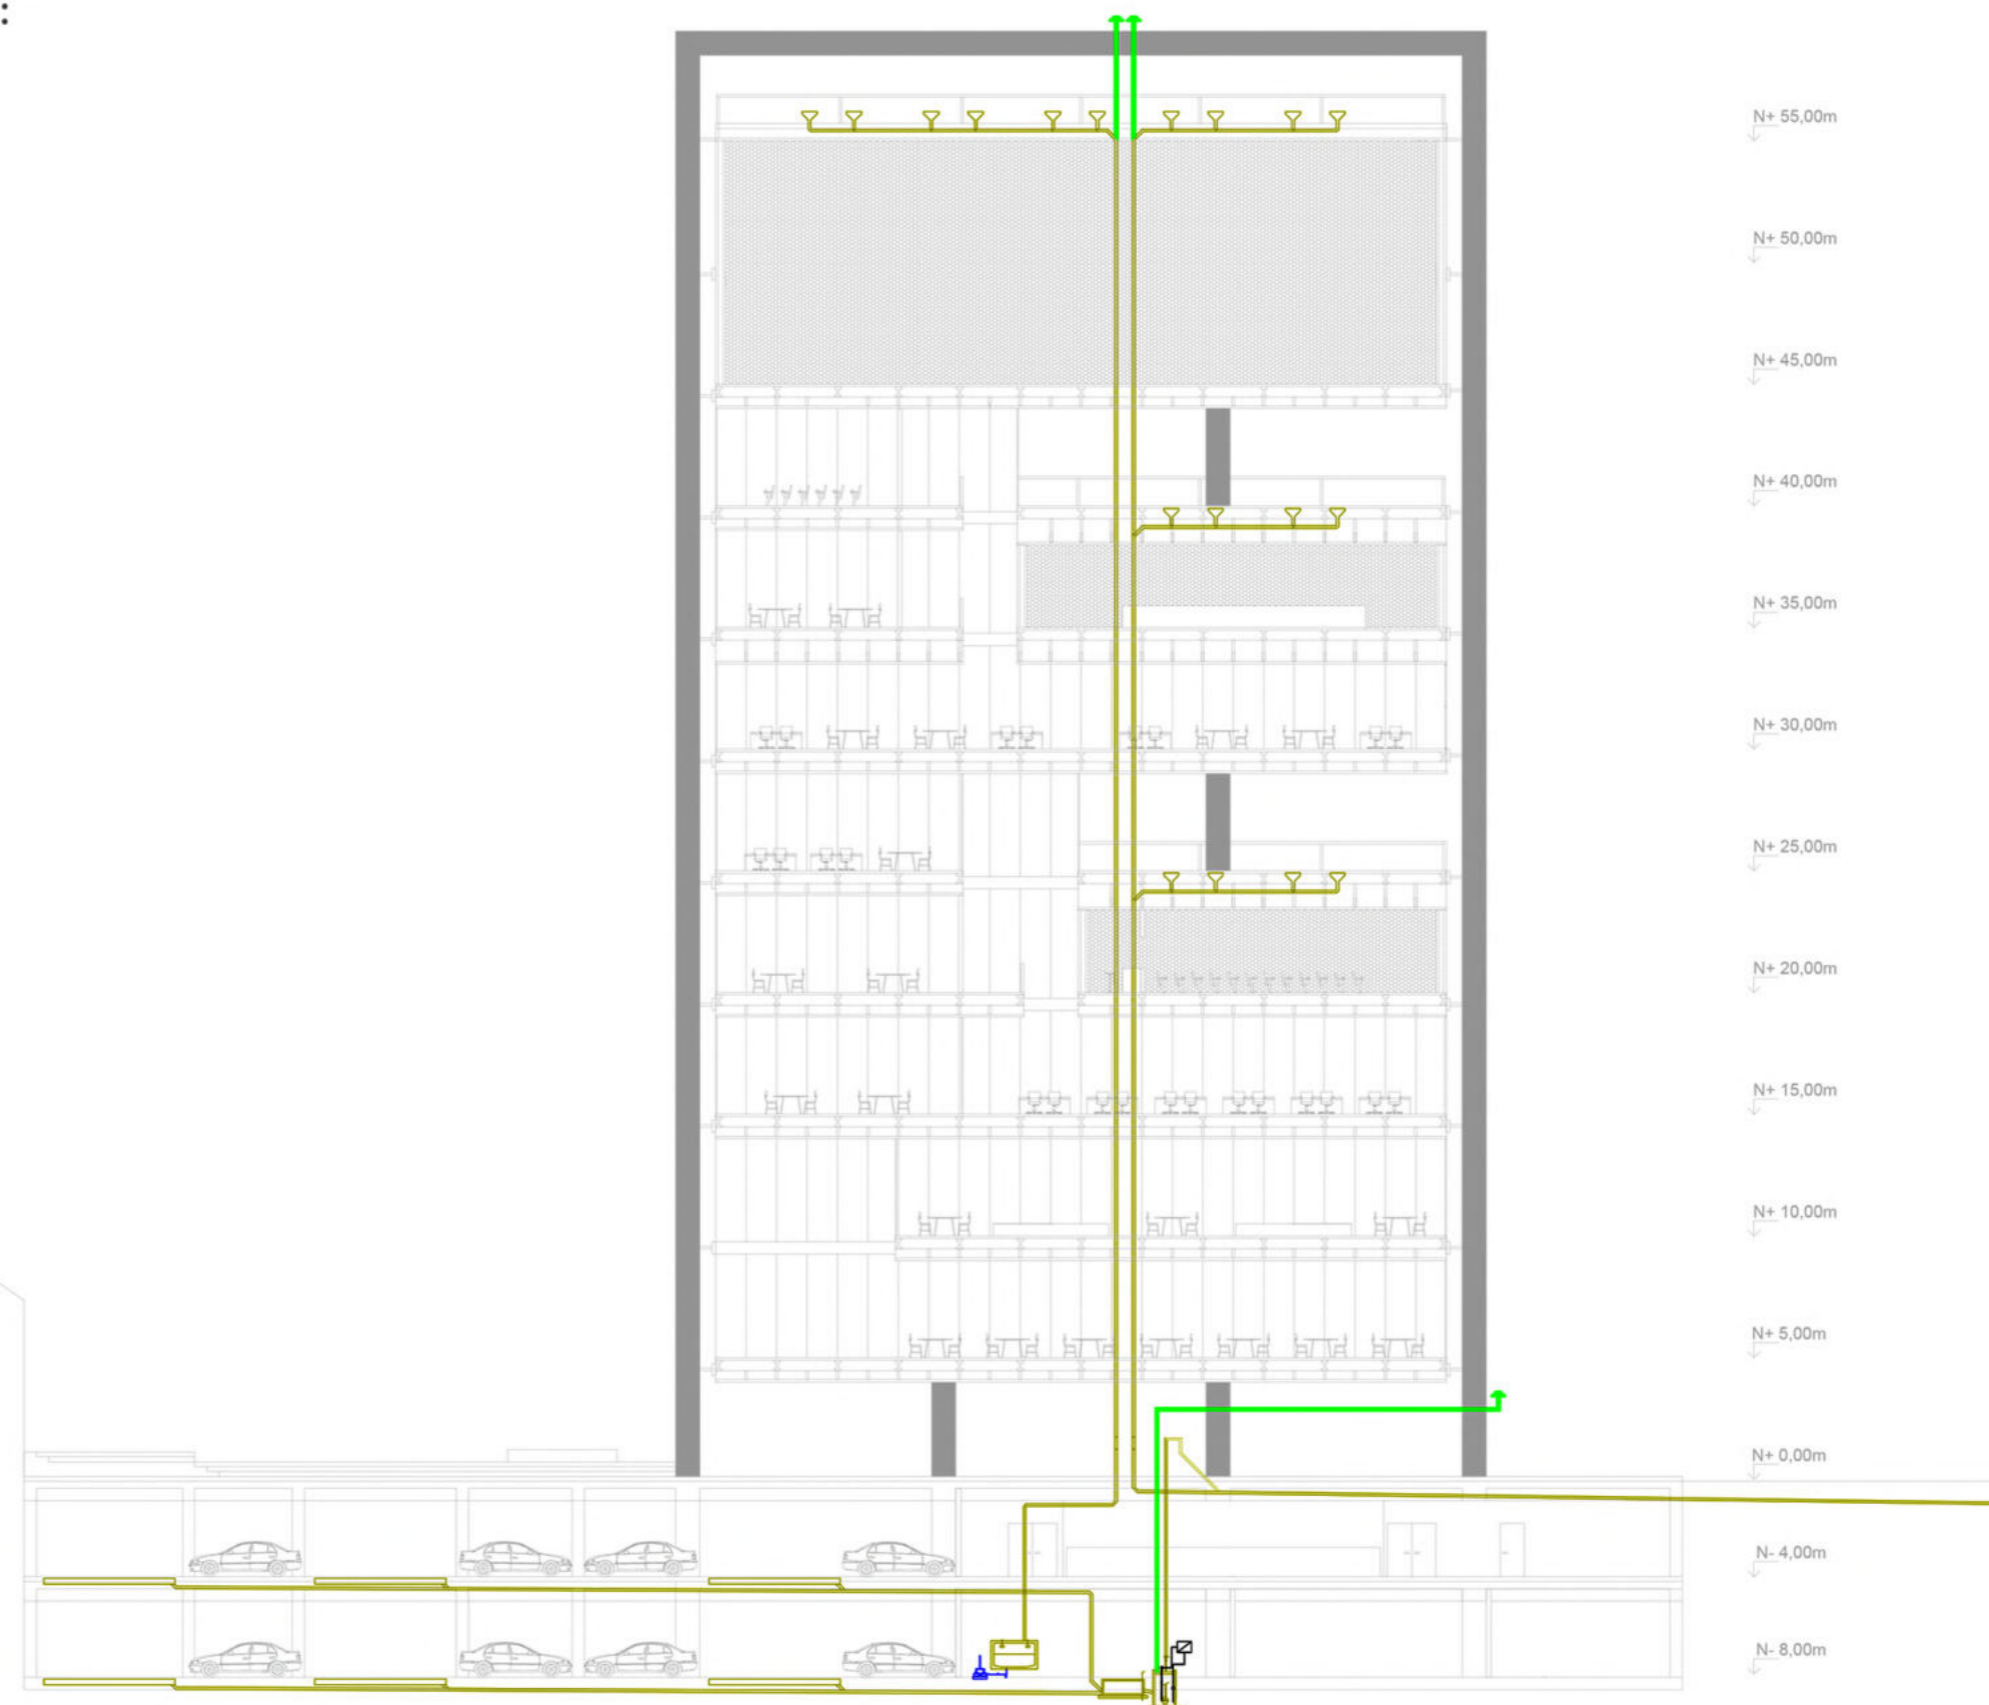 N+ 55,00m
N+ 50,00m
N+ 45,00m
N+ 40,00m
N+ 35,00m
N+ 30,00m
N+ 25,00m
N+ 20,00m
N+ 15,00m
N+ 10,00m
N+ 5,00m
N+ 0,00m
N- 4,00m
N- 8,00m